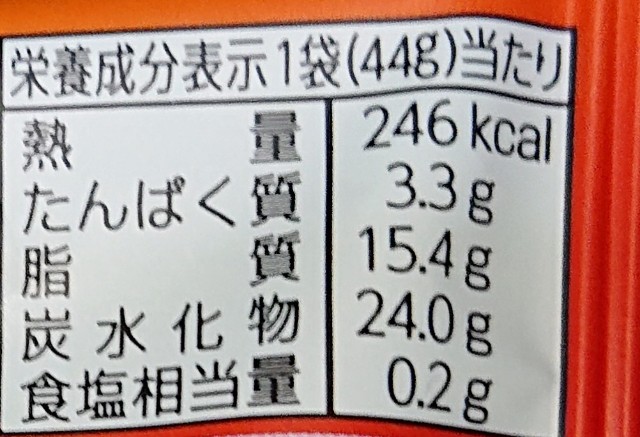 栄養成分表示1袋(44g)当たり
熱量 246kcal
たんぱく質 3.3g
脂質 15.4g
炭水化物 24.0g
食塩相当量 0.2g